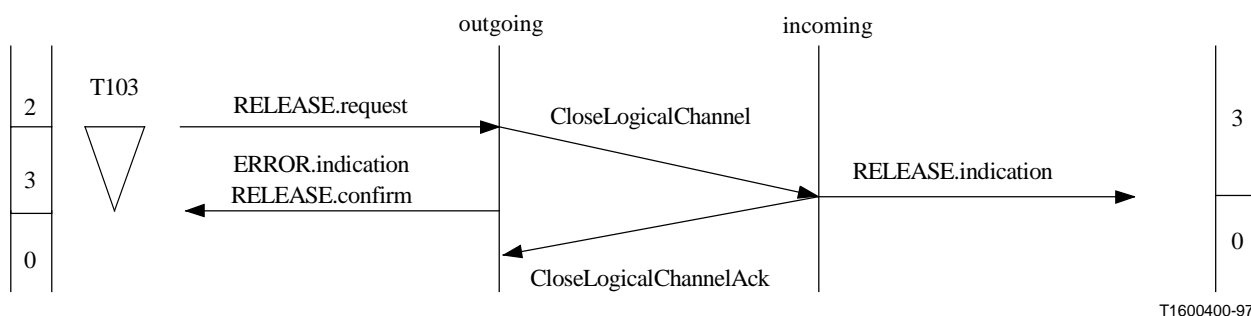 outgoing
incoming
T103
2
RELEASE.request
CloseLogicalChannel
3
ERROR.indication
RELEASE.indication
3
RELEASE.confirm
0
0
CloseLogicalChannelAck
T1600400-97